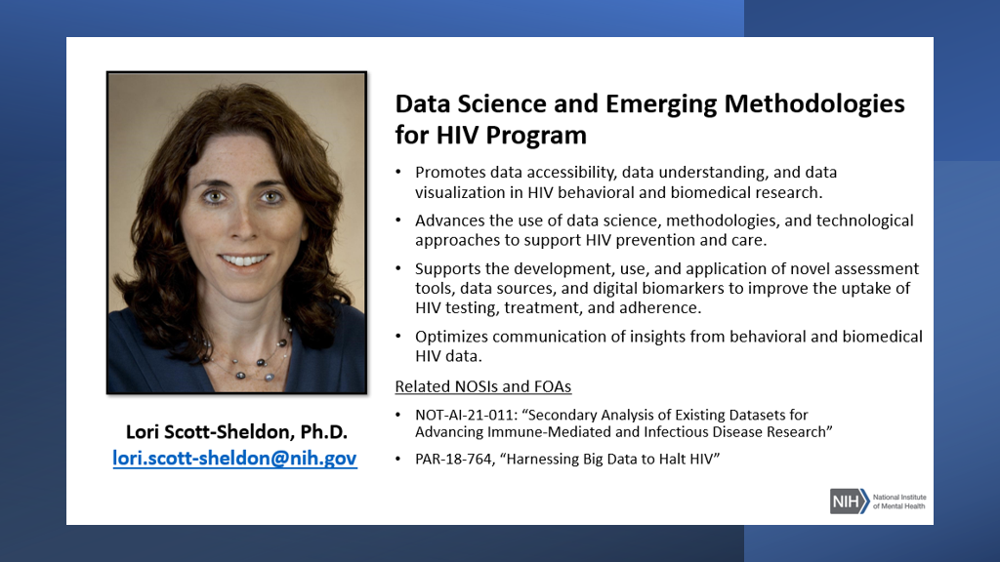 Data Science and Emerging Methodologies
for HIV Program
• Promotes data accessibility, data understanding, and data
visualization in HIV behavioral and biomedical research.
• Advances the use of data science, methodologies, and technological
approaches to support HIV prevention and care.
• Supports the development, use, and application of novel assessment
tools, data sources, and digital biomarkers to improve the uptake of
HIV testing, treatment, and adherence.
• Optimizes communication of insights from behavioral and biomedical
HIV data.
Related NOSIs and FOAs
• NOT-AI-21-011: “Secondary Analysis of Existing Datasets for
Advancing Immune-Mediated and Infectious Disease Research”
• PAR-18-764, “Harnessing Big Data to Halt HIV”
Lori Scott-Sheldon, Ph.D.
lori.scott-sheldon@nih.gov
NIH
National Institute
of Mental Health